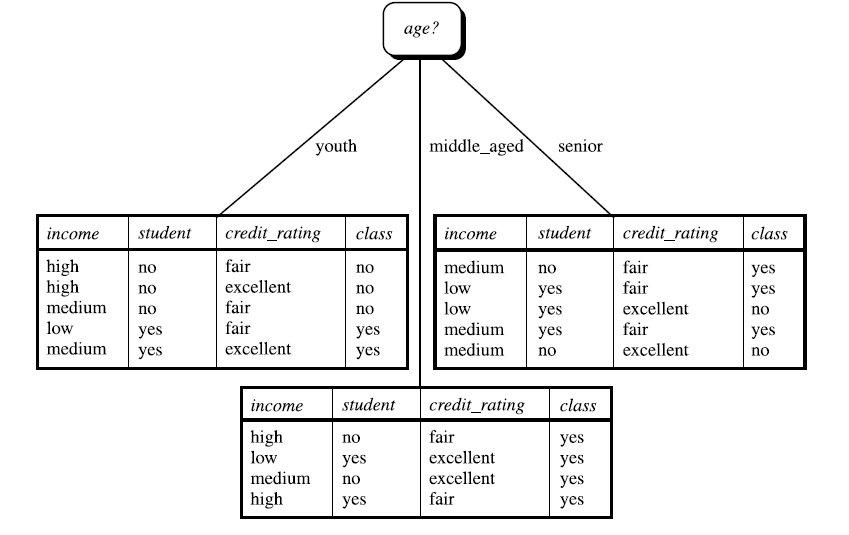 age?
youth
middle_aged
senior
income student credit_rating class
high no fair no
high no excellent no
medium no fair no
low yes fair yes
medium yes excellent yes
income student credit_rating class
medium no fair yes
low yes fair yes
low yes excellent no
medium yes fair yes
medium no excellent no
income student credit_rating class
high no fair yes
low yes excellent yes
medium no excellent yes
high yes fair yes